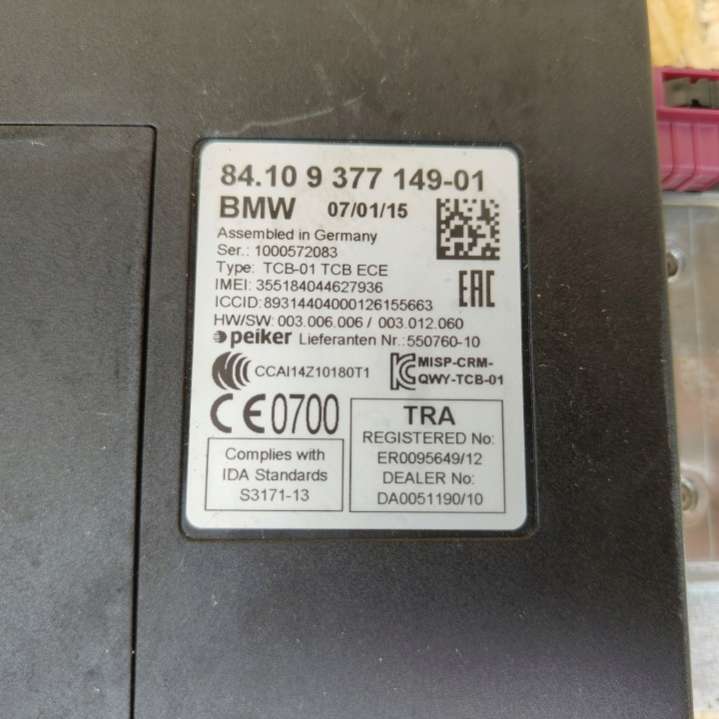 84.10 9 377 149-01
BMW 07/01/15
Assembled in Germany
Ser.: 1000572083
Type: TCB-01 TCB ECE
IMEI: 355184044627936
ICCID:89314404000126155663
HW/SW: 003.006.006 / 003.012.060
peiker Lieferanten Nr.:550760-10
CCAI14Z10180T1
MISP-CRM-
QWY-TCB-01
CE0700
EAC
Complies with
IDA Standards
S3171-13
TRA
REGISTERED No:
ER0095649/12
DEALER No:
DA0051190/10